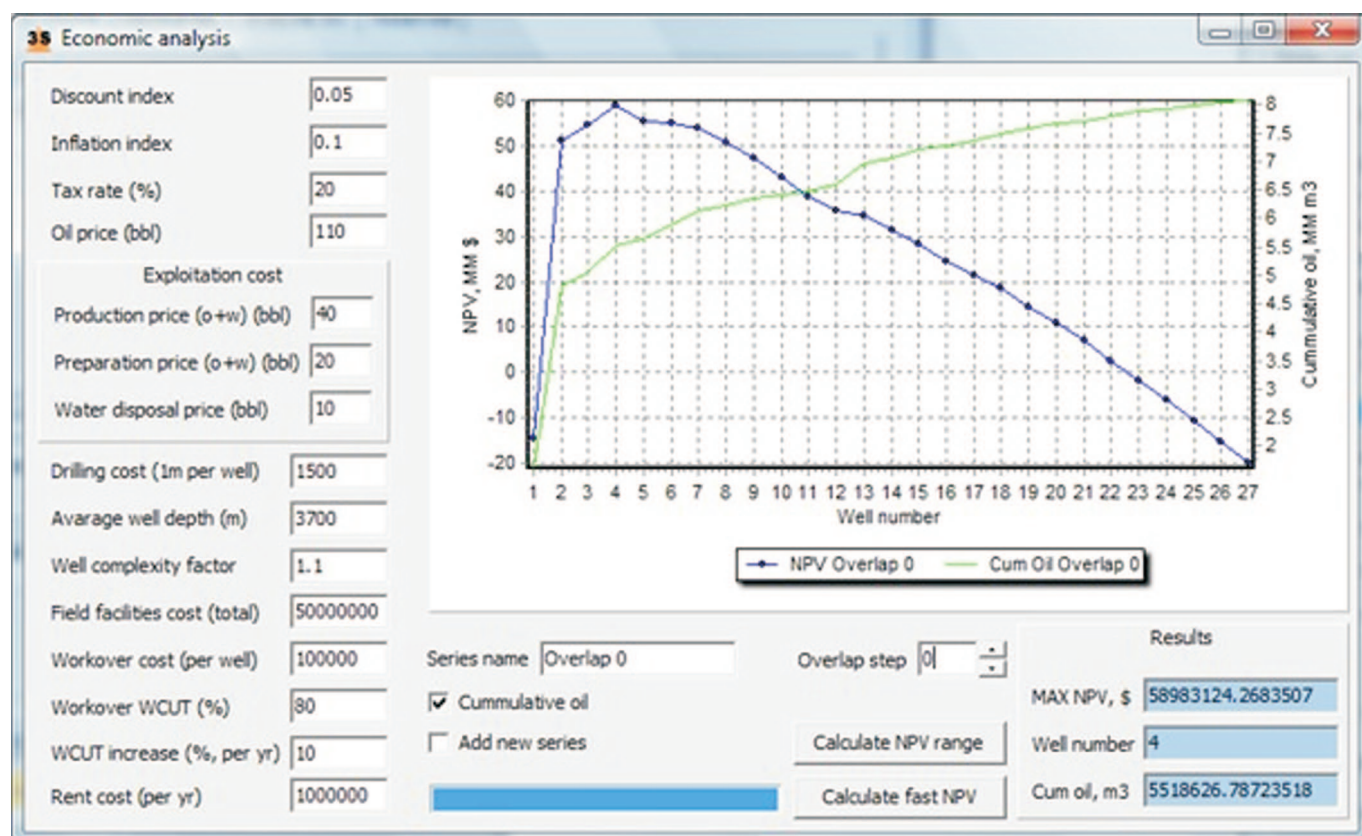 3S Economic analysis
Discount index 0.05
Inflation index 0.1
Tax rate (%) 20
Oil price (bbl) 110
Exploitation cost
Production price (o+w) (bbl) 40
Preparation price (o+w) (bbl) 20
Water disposal price (bbl) 10
Drilling cost (1m per well) 1500
Avarage well depth (m) 3700
Well complexity factor 1.1
Field facilities cost (total) 50000000
Workover cost (per well) 100000
Workover WCUT (%) 80
WCUT increase (%, per yr) 10
Rent cost (per yr) 1000000
NPV, MM $
60
50
40
30
20
10
0
-10
-20
8
7.5
7
6.5
6
5.5
5
4.5
4
3.5
3
2.5
2
Cummulative oil, MM m3
1 2 3 4 5 6 7 8 9 10 11 12 13 14 15 16 17 18 19 20 21 22 23 24 25 26 27
Well number
NPV Overlap 0 Cum Oil Overlap 0
Series name Overlap 0 Overlap step 0
Cummulative oil
Add new series
Calculate NPV range
Calculate fast NPV
Results
MAX NPV, $ 58983124.2683507
Well number 4
Cum oil, m3 5518626.78723518